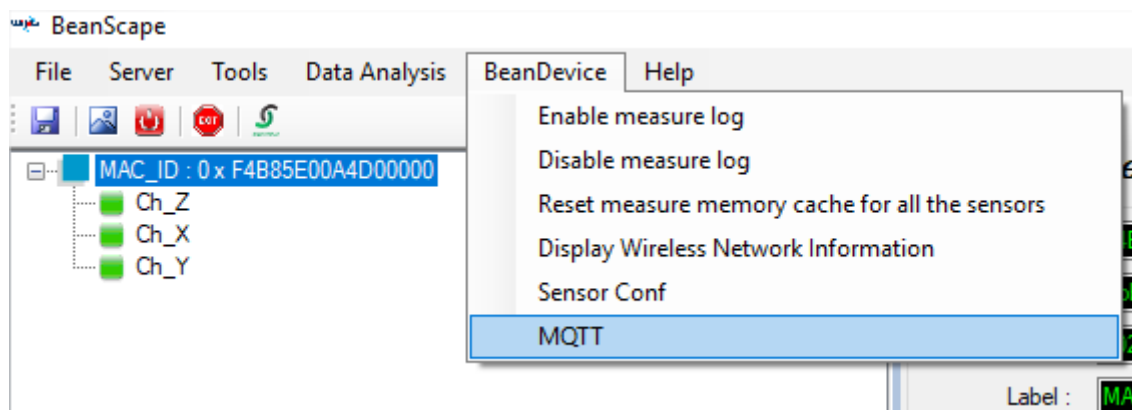 BeanScape
File Server Tools Data Analysis BeanDevice Help
Enable measure log
Disable measure log
Reset measure memory cache for all the sensors
Display Wireless Network Information
Sensor Conf
MQTT
MAC_ID : 0 x F4B85E00A4D00000
Ch_Z
Ch_X
Ch_Y
Label :
MA